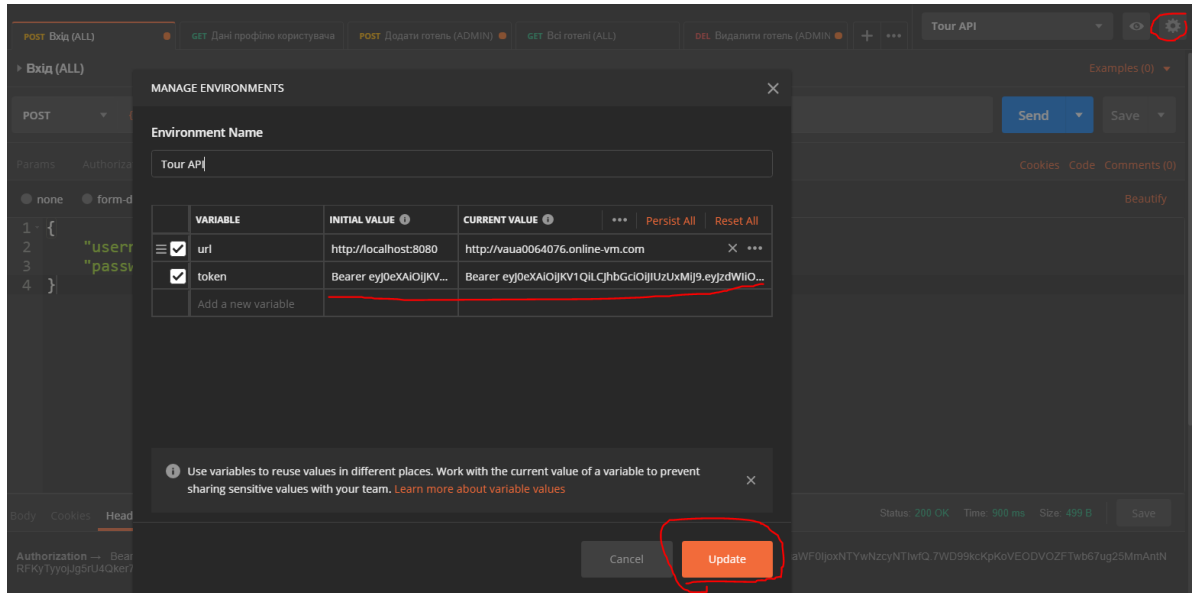 POST Вхід (ALL)
GET Дані профілю користувача
POST Додати готель (ADMIN)
GET Всі готелі (ALL)
DEL Видалити готель (ADMIN
Tour API
Вхід (ALL)
Examples (0)
MANAGE ENVIRONMENTS
POST
Send
Save
Environment Name
Tour API
Params
Authoriza
Cookies Code Comments (0)
none
form-d
Beautify
VARIABLE
INITIAL VALUE
CURRENT VALUE
Persist All
Reset All
url
http://localhost:8080
http://vaua0064076.online-vm.com
token
Bearer eyJ0eXAiOiJKV...
Bearer eyJ0eXAiOiJKV1QiLCJhbGciOiJIUzUxMiJ9.eyJzdWIiO...
Add a new variable
1 {
2 "usern
3 "passw
4 }
Use variables to reuse values in different places. Work with the current value of a variable to prevent
sharing sensitive values with your team. Learn more about variable values
Body Cookies Head
Status: 200 OK Time: 900 ms Size: 499 B
Save
Cancel
Update
Authorization → Bear